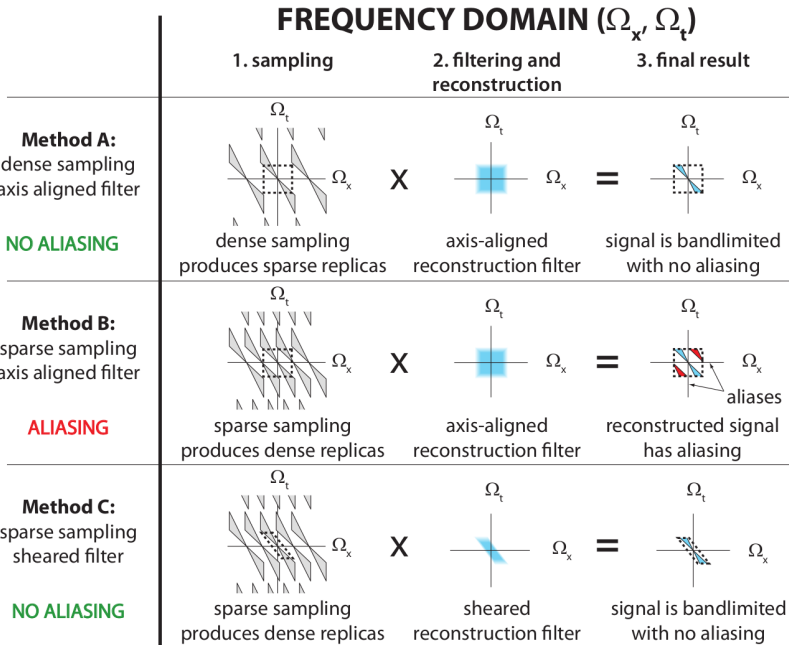 FREQUENCY DOMAIN (Ωx, Ωt)
1. sampling
2. filtering and
reconstruction
3. final result
Method A:
dense sampling
axis aligned filter
NO ALIASING
Ωt
Ωx
dense sampling
produces sparse replicas
X
Ωt
Ωx
axis-aligned
reconstruction filter
=
Ωt
Ωx
signal is bandlimited
with no aliasing
Method B:
sparse sampling
axis aligned filter
ALIASING
Ωt
Ωx
sparse sampling
produces dense replicas
X
Ωt
Ωx
axis-aligned
reconstruction filter
=
Ωt
Ωx
aliases
reconstructed signal
has aliasing
Method C:
sparse sampling
sheared filter
NO ALIASING
Ωt
Ωx
sparse sampling
produces dense replicas
X
Ωt
Ωx
sheared
reconstruction filter
=
Ωt
Ωx
signal is bandlimited
with no aliasing